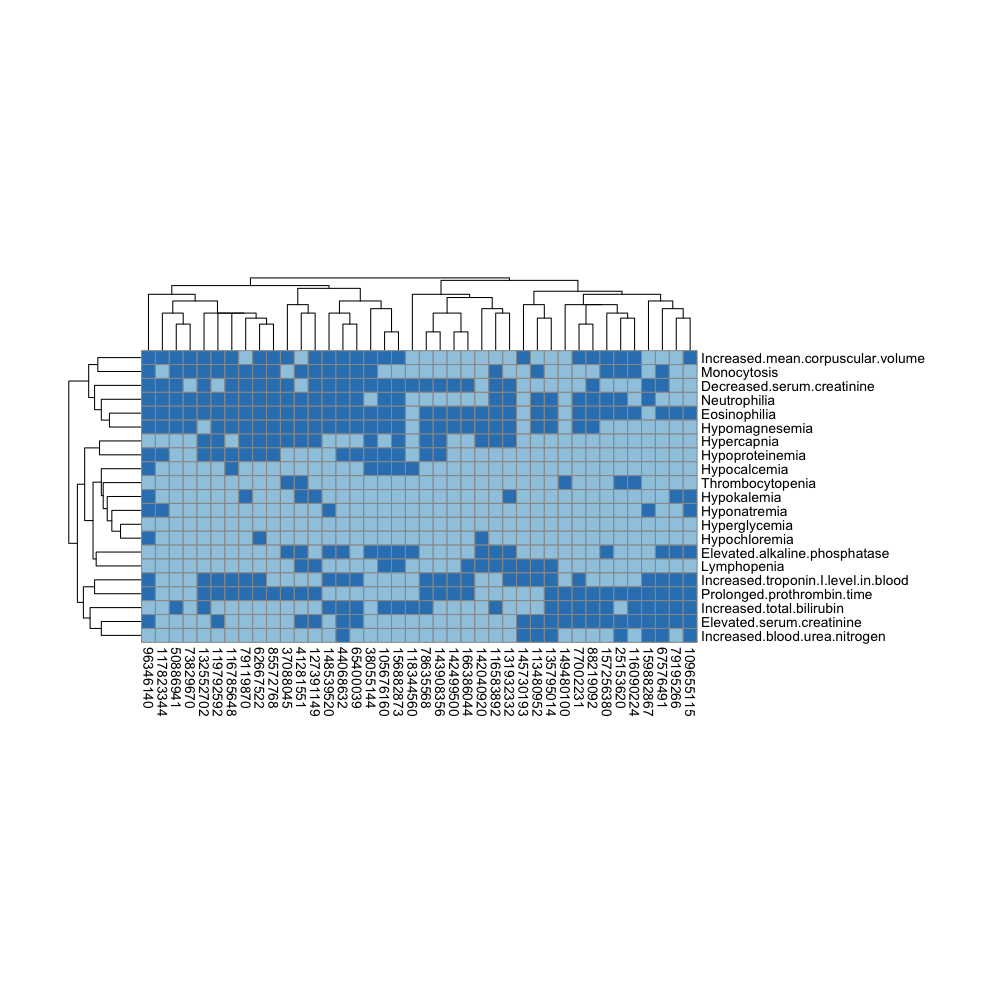 Increased.mean.corpuscular.volume
Monocytosis
Decreased.serum.creatinine
Neutrophilia
Eosinophilia
Hypomagnesemia
Hypercapnia
Hypoproteinemia
Hypocalcemia
Thrombocytopenia
Hypokalemia
Hyponatremia
Hyperglycemia
Hypochloremia
Elevated.alkaline.phosphatase
Lymphopenia
Increased.troponin.I.level.in.blood
Prolonged.prothrombin.time
Increased.total.bilirubin
Elevated.serum.creatinine
Increased.blood.urea.nitrogen
96346140
117823344
50886941
73829670
132552702
119792592
116785648
79119870
62667522
85572768
37088045
41281551
127391149
148539520
44068632
65400039
38055144
105676160
156882873
118344560
78635568
143908356
142499500
166386044
142040920
116583892
131932332
145730193
113480952
135795014
149480100
77002231
88219092
157256380
25153620
116090224
159882867
67576491
79195266
109655115